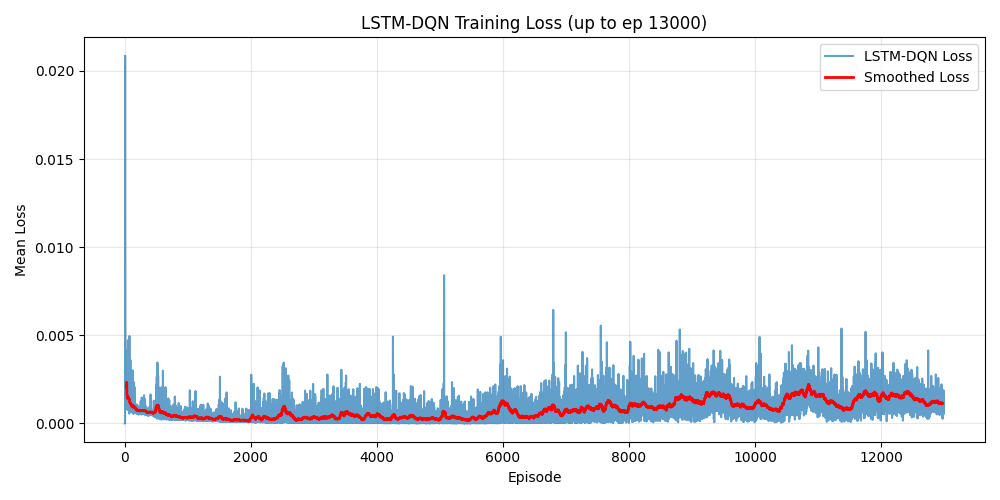 LSTM-DQN Training Loss (up to ep 13000)
LSTM-DQN Loss
Smoothed Loss
Mean Loss
0.020
0.015
0.010
0.005
0.000
0 2000 4000 6000 8000 10000 12000
Episode